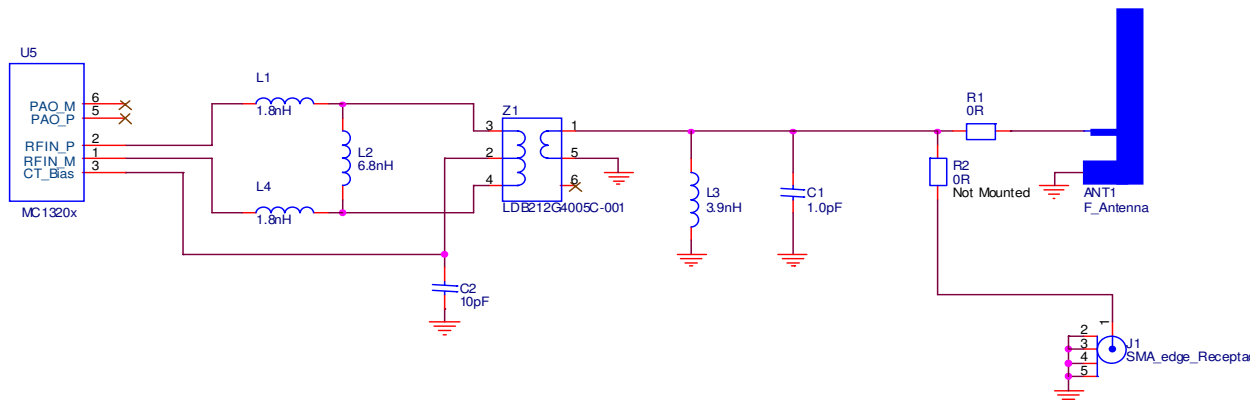 U5
PAO_M 6
PAO_P 5
RFIN_P 2
RFIN_M 1
CT_Bias 3
MC1320x
L1
1.8nH
L2
6.8nH
L4
1.8nH
C2
10pF
Z1
3 1
2 5
4 6
LDB212G4005C-001
L3
3.9nH
C1
1.0pF
R1
0R
R2
0R
Not Mounted
ANT1
F_Antenna
1
2
3
4
5
J1
SMA_edge_Recepta